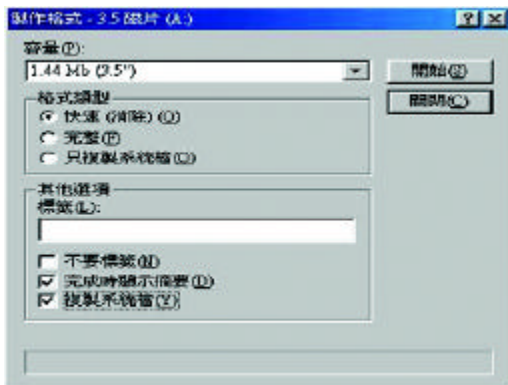 製作格式 - 3.5 磁片 (A:)
容量(P):
1.44 Mb (3.5")
開始(S)
關閉(C)
格式類型
快速 (清除) (Q)
完整(F)
只複製系統檔(O)
其他選項
標籤(L):
不要標籤(N)
完成時顯示摘要(D)
複製系統檔(Y)